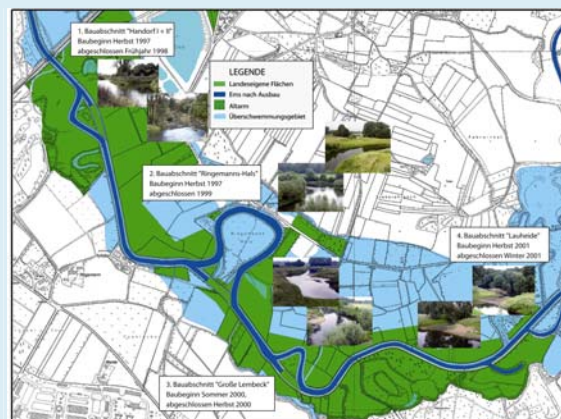 1. Bauabschnitt "Handorf I + II"
Baubeginn Herbst 1997
abgeschlossen Frühjahr 1998
LEGENDE
Landeseigene Flächen
Ems nach Ausbau
Altarm
Überschwemmungsgebiet
2. Bauabschnitt "Ringemanns-Hals"
Baubeginn Herbst 1997
abgeschlossen 1999
4. Bauabschnitt "Lauheide"
Baubeginn Herbst 2001
abgeschlossen Winter 2001
3. Bauabschnitt "Große Lembeck"
Baubeginn Sommer 2000,
abgeschlossen Herbst 2000